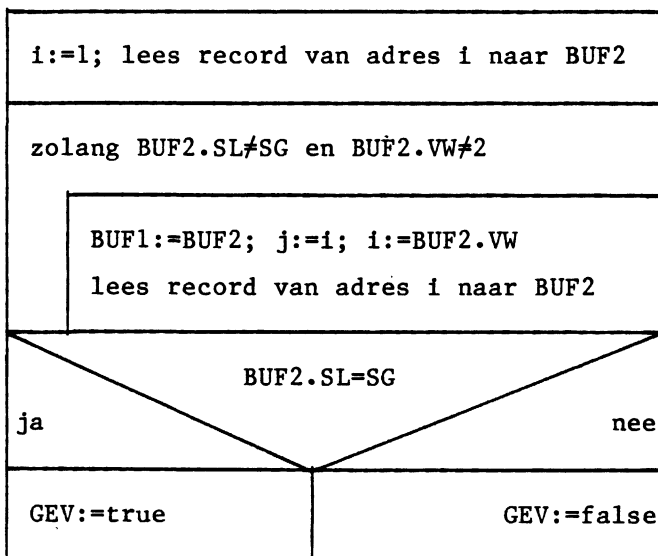 i:=1; lees record van adres i naar BUF2
zolang BUF2.SL≠SG en BUF2.VW≠2
BUF1:=BUF2; j:=i; i:=BUF2.VW
lees record van adres i naar BUF2
BUF2.SL=SG
ja nee
GEV:=true GEV:=false